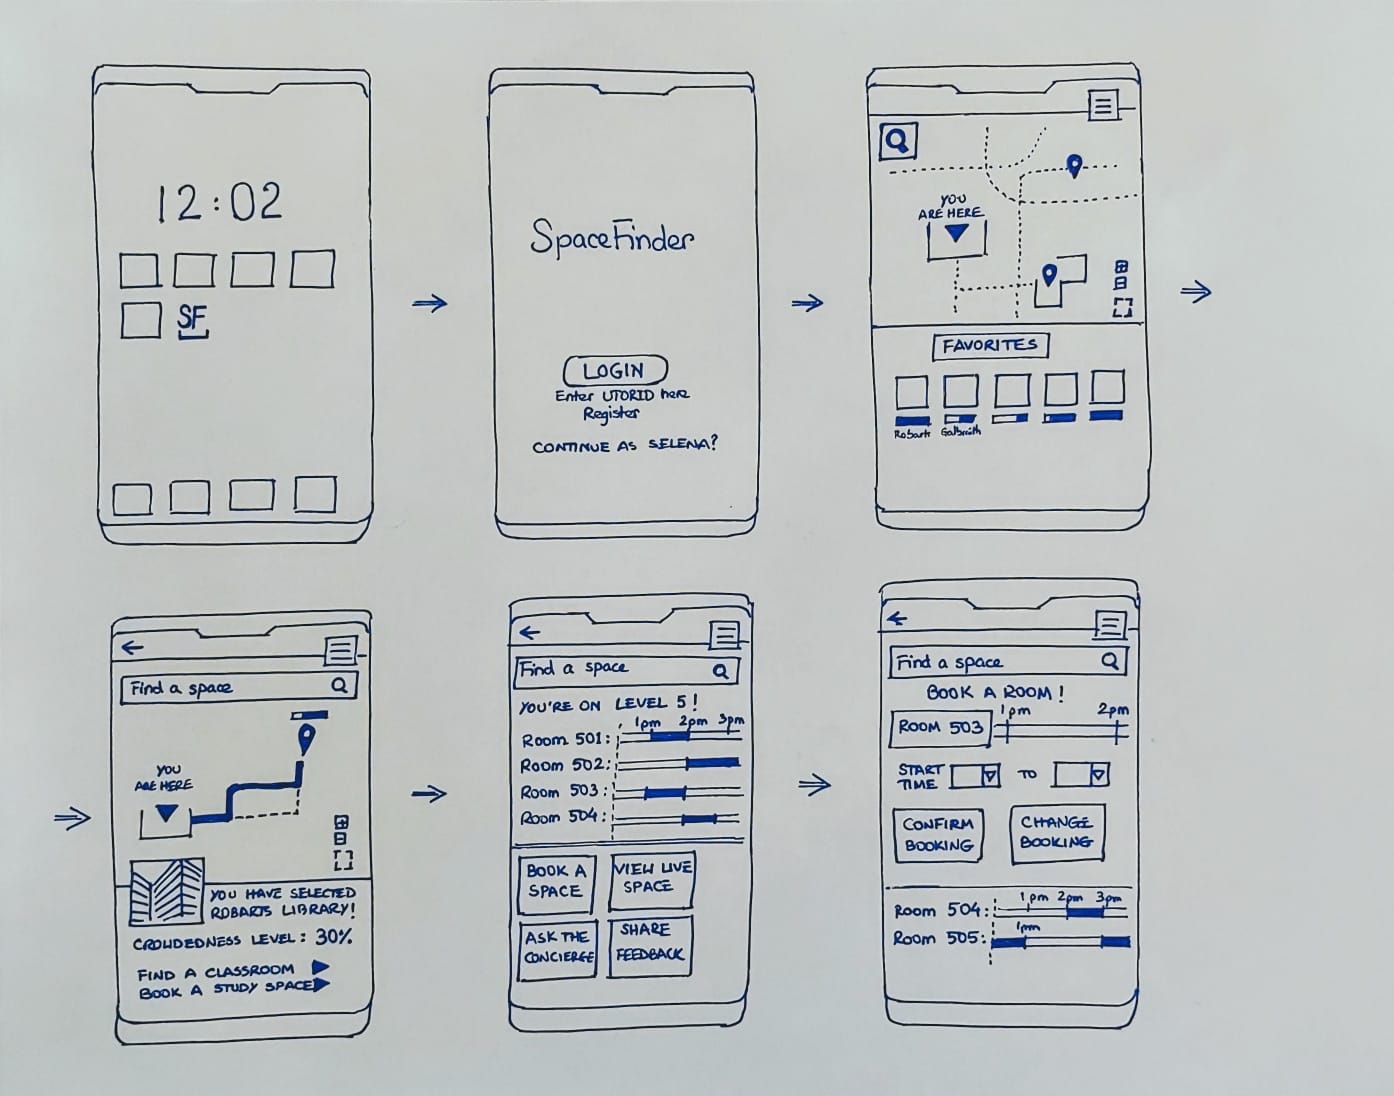 12:02
SF
SpaceFinder
LOGIN
Enter UTORID here
Register
CONTINUE AS SELENA?
YOU
ARE HERE
FAVORITES
Robarts Galbraith
Find a space
YOU
ARE HERE
YOU HAVE SELECTED
ROBARTS LIBRARY!
CROWDEDNESS LEVEL: 30%
FIND A CLASSROOM
BOOK A STUDY SPACE
Find a space
YOU'RE ON LEVEL 5!
1pm 2pm 3pm
Room 501:
Room 502:
Room 503:
Room 504:
BOOK A
SPACE
VIEW LIVE
SPACE
ASK THE
CONCIERGE
SHARE
FEEDBACK
Find a space
BOOK A ROOM!
1pm 2pm
ROOM 503
START
TIME
TO
CONFIRM
BOOKING
CHANGE
BOOKING
1pm 2pm 3pm
Room 504:
1pm
Room 505: